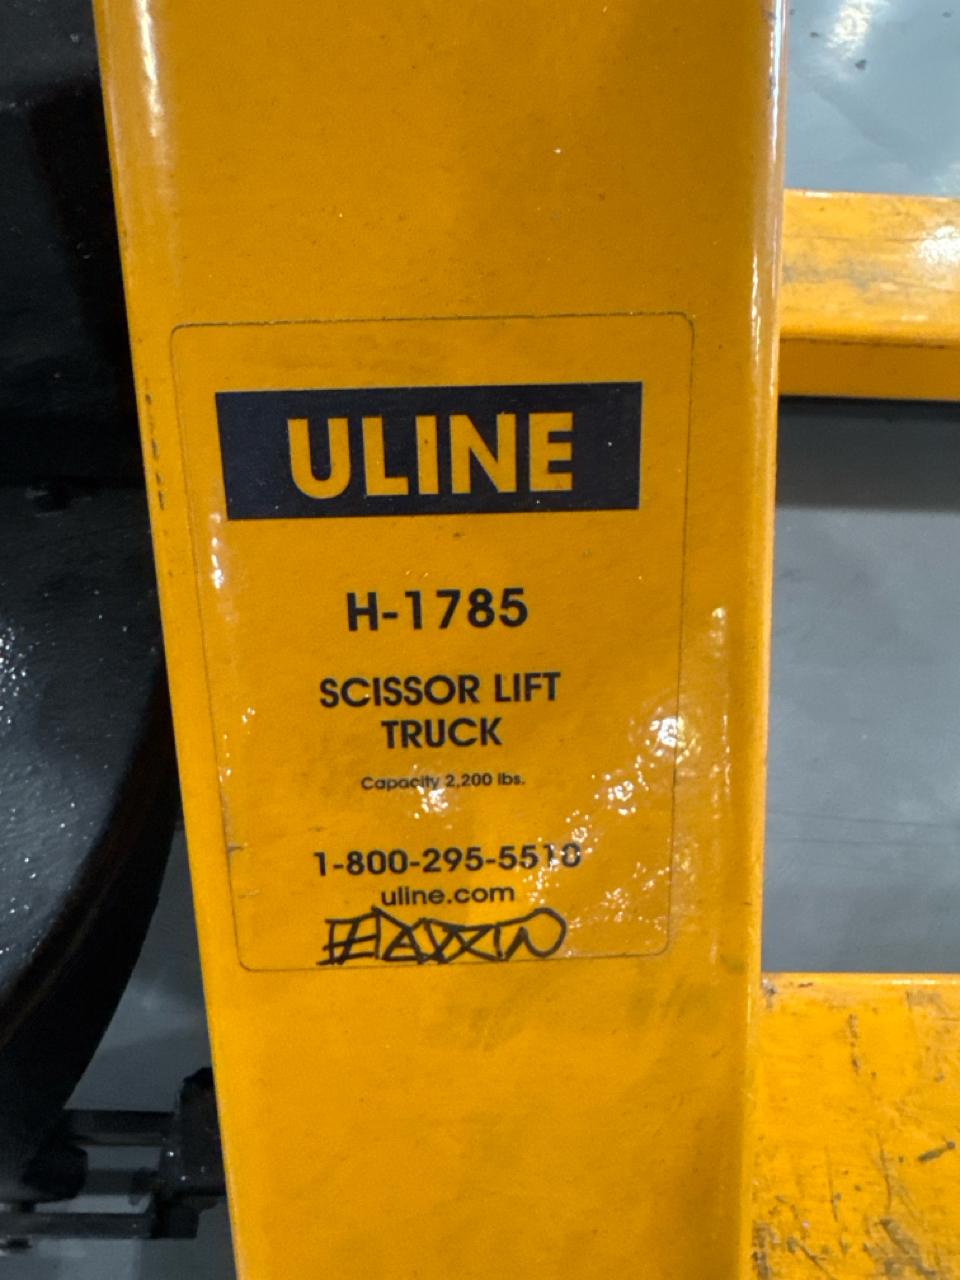 ULINE
H-1785
SCISSOR LIFT
TRUCK
Capacity 2,200 lbs.
1-800-295-5510
uline.com